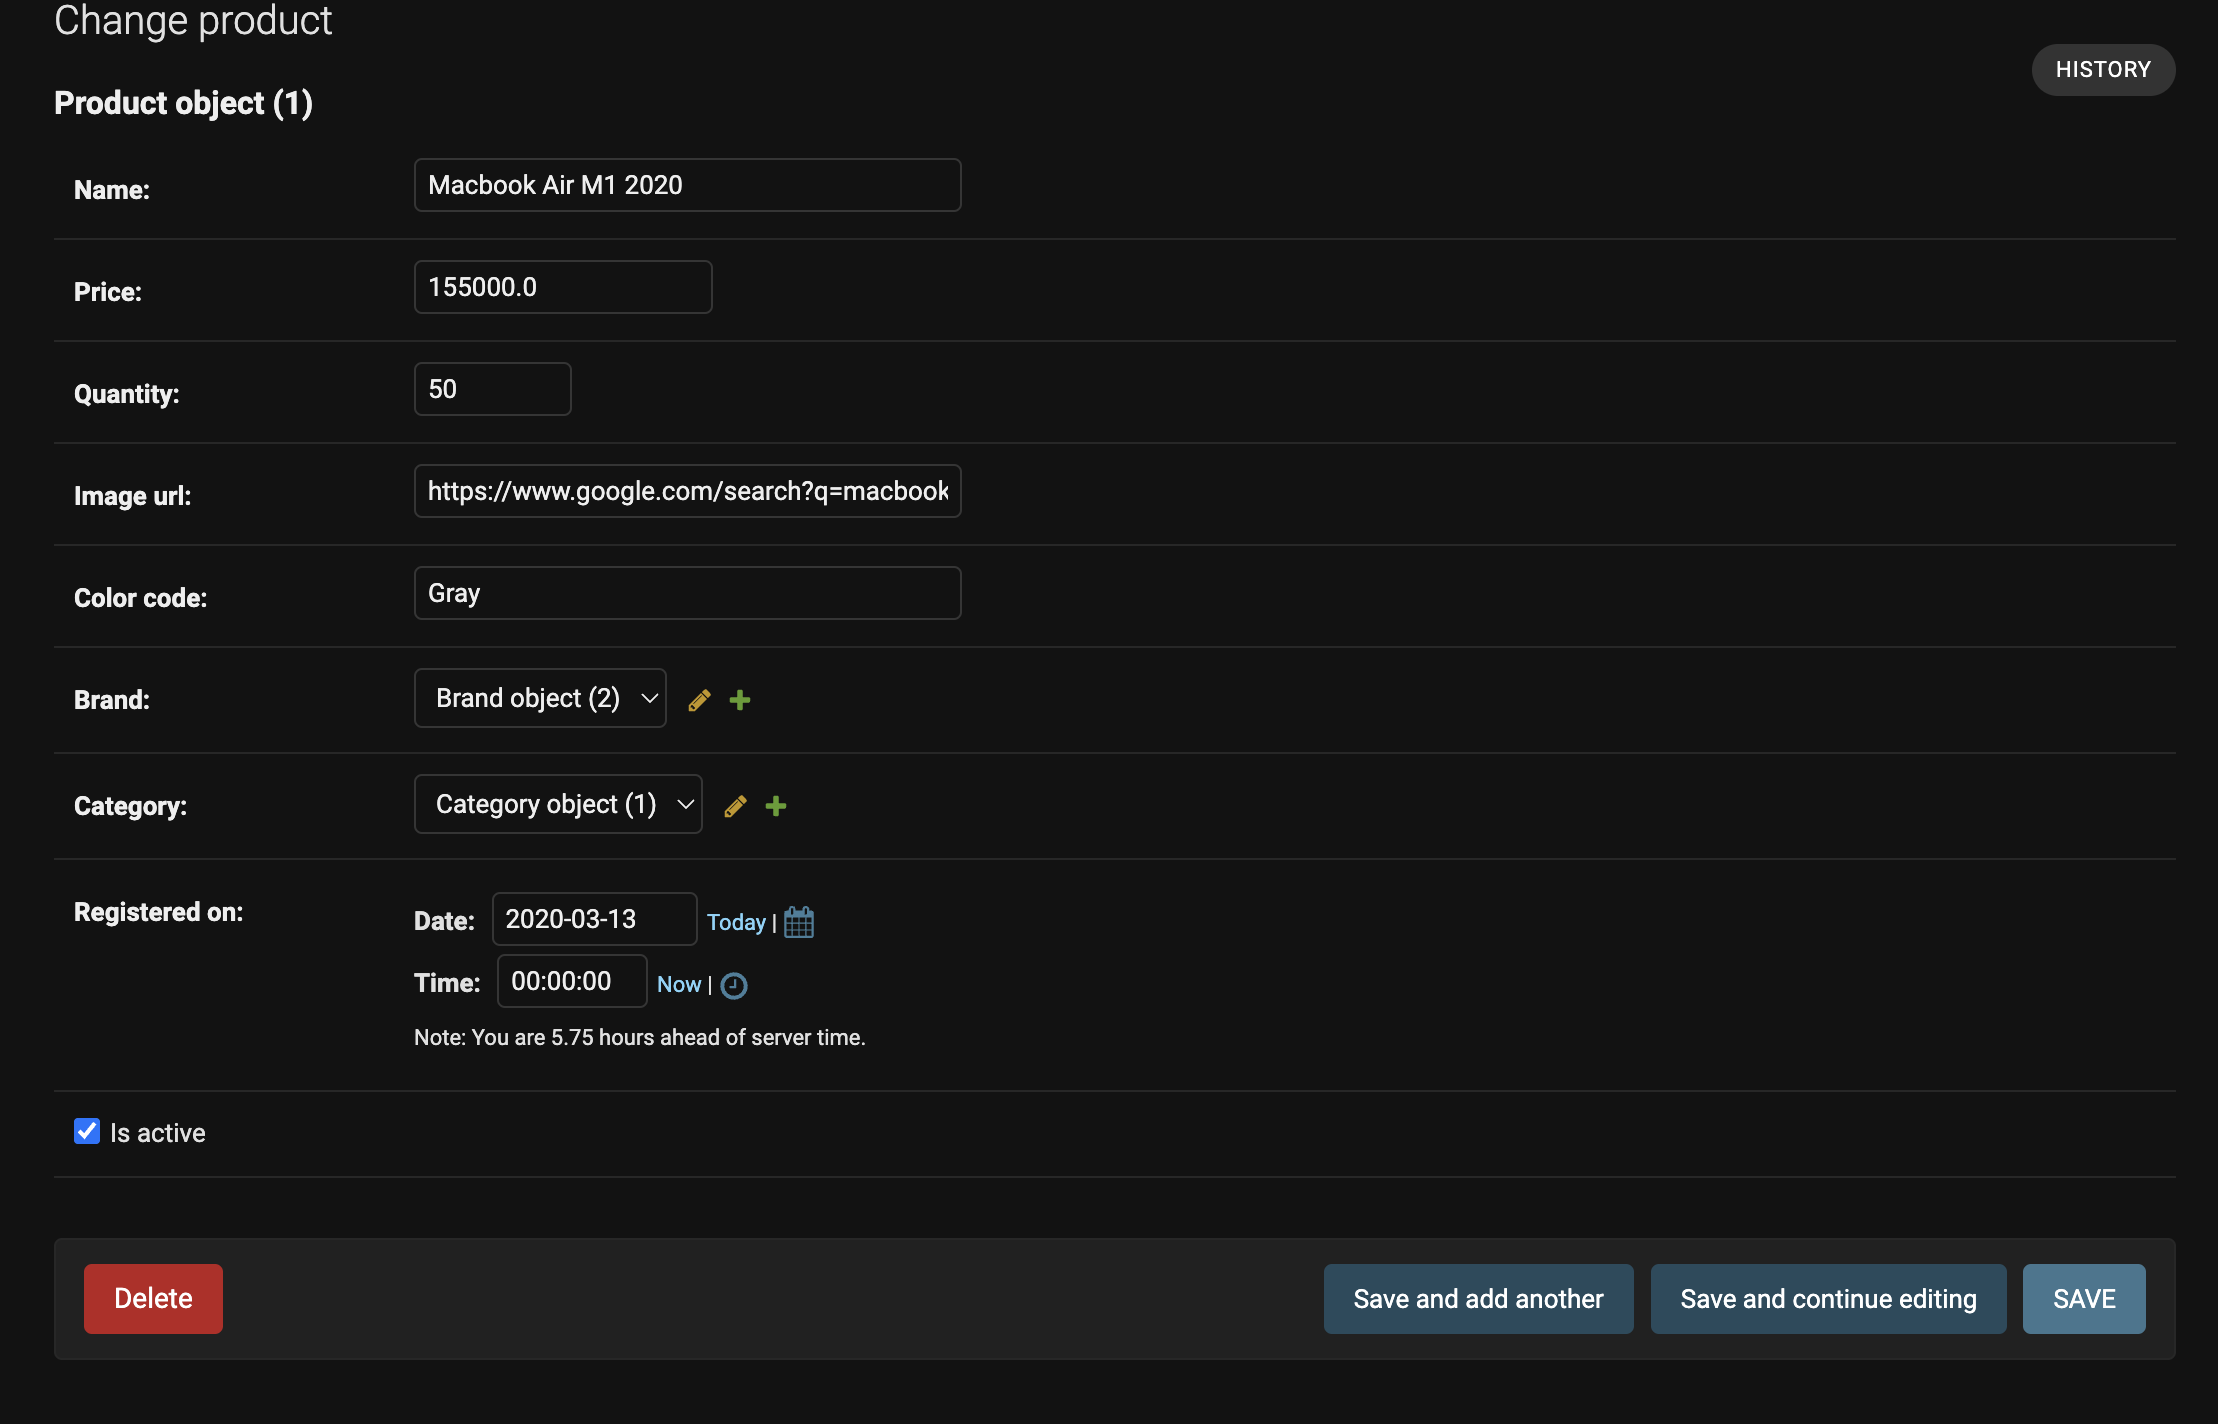 Change product
HISTORY
Product object (1)
Name: Macbook Air M1 2020
Price: 155000.0
Quantity: 50
Image url: https://www.google.com/search?q=macbook
Color code: Gray
Brand: Brand object (2)
Category: Category object (1)
Registered on: Date: 2020-03-13 Today |
Time: 00:00:00 Now |
Note: You are 5.75 hours ahead of server time.
Is active
Delete Save and add another Save and continue editing SAVE